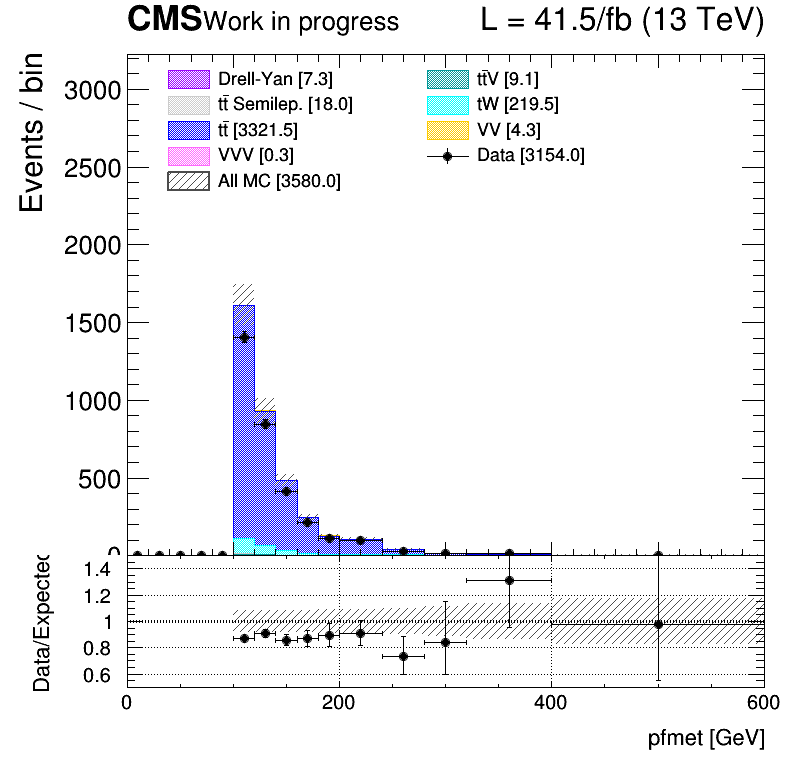 CMS Work in progress L = 41.5/fb (13 TeV)
Events / bin
3000
2500
2000
1500
1000
500
0
Drell-Yan [7.3]
tt̄ Semilep. [18.0]
tt̄ [3321.5]
VVV [0.3]
All MC [3580.0]
tt̄V [9.1]
tW [219.5]
VV [4.3]
Data [3154.0]
Data/Expected
1.4
1.2
1
0.8
0.6
0 200 400 600
pfmet [GeV]